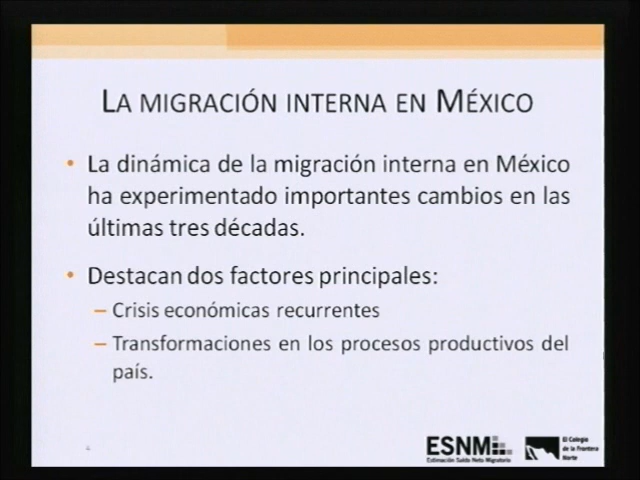 LA MIGRACIÓN INTERNA EN MÉXICO
• La dinámica de la migración interna en México
ha experimentado importantes cambios en las
últimas tres décadas.
• Destacan dos factores principales:
– Crisis económicas recurrentes
– Transformaciones en los procesos productivos del
país.
4
ESNM
Estimación Saldo Neto Migratorio
El Colegio
de la Frontera
Norte